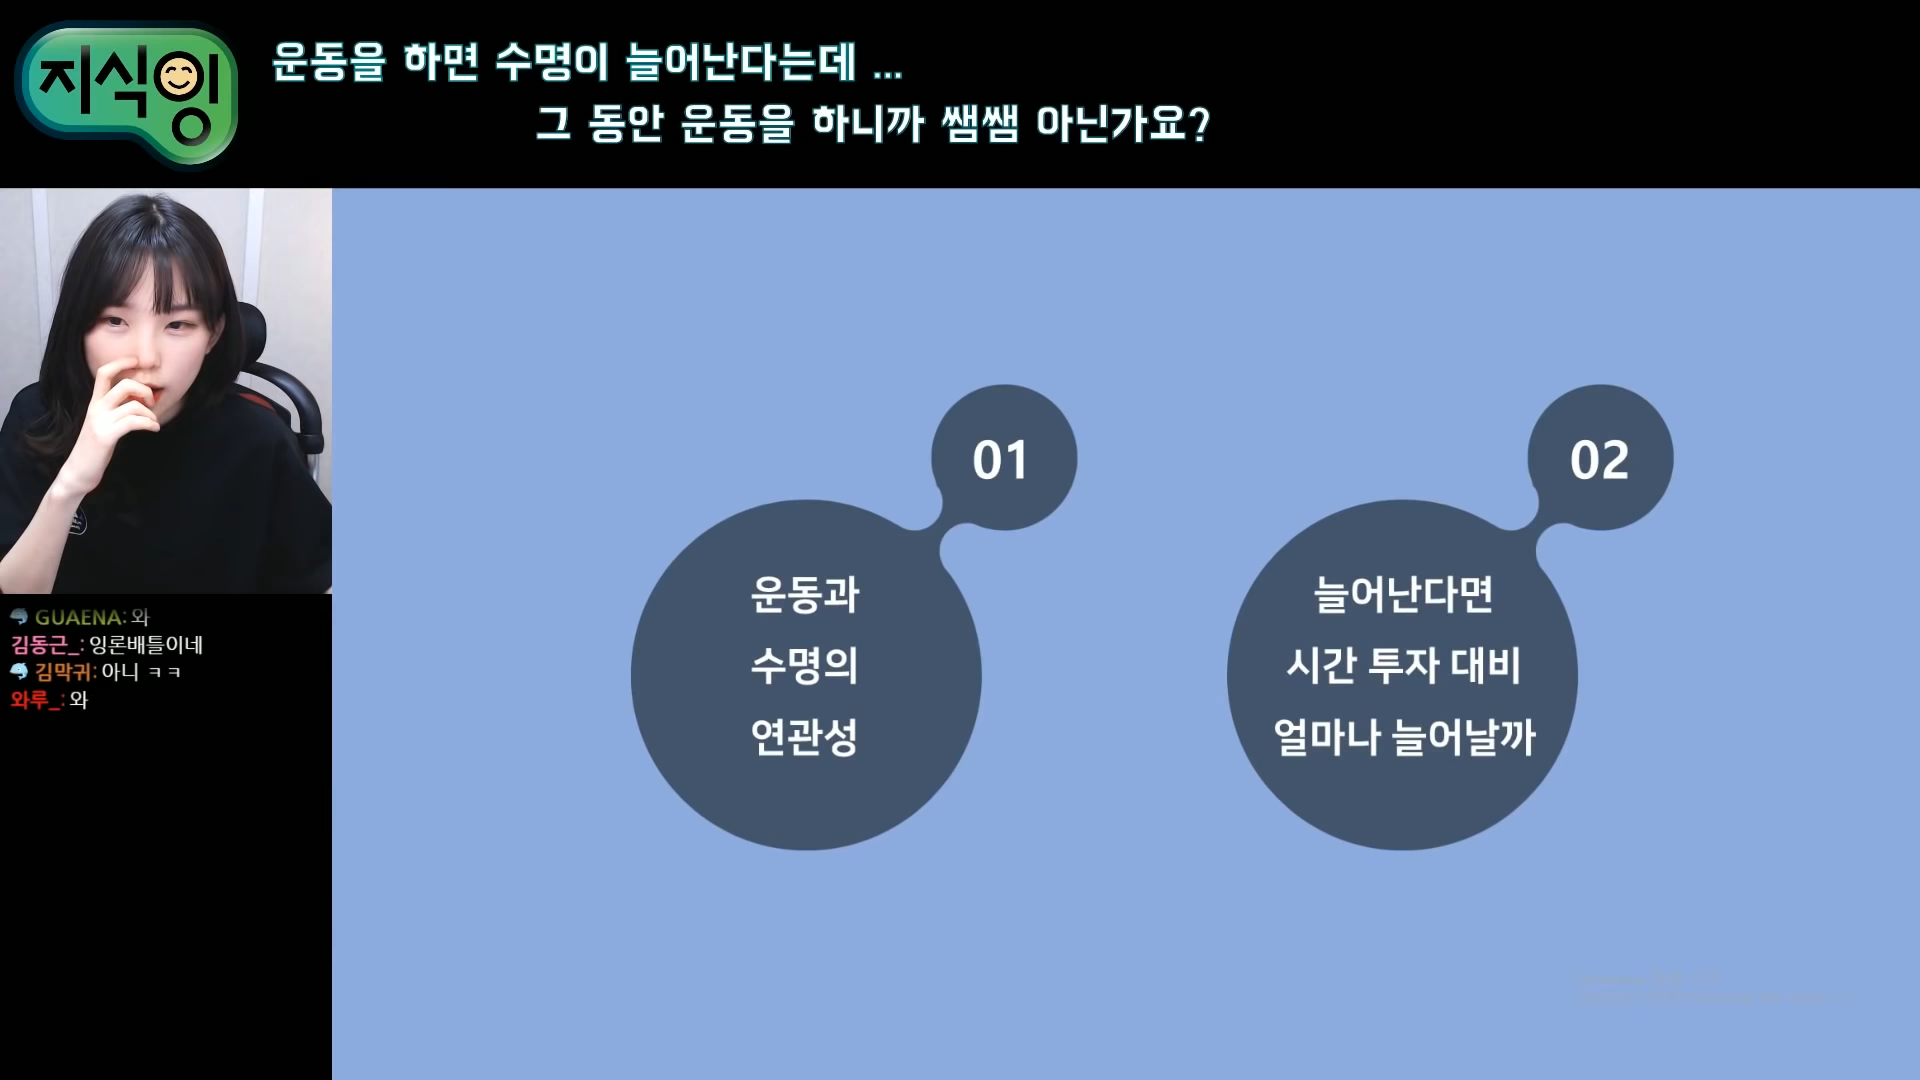 지식잉
운동을 하면 수명이 늘어난다는데 ...
그 동안 운동을 하니까 쌤쌤 아닌가요?
GUAENA: 와
김동근_: 잉론배틀이네
김막귀: 아니 ㅋㅋ
와루_: 와
01
운동과
수명의
연관성
02
늘어난다면
시간 투자 대비
얼마나 늘어날까